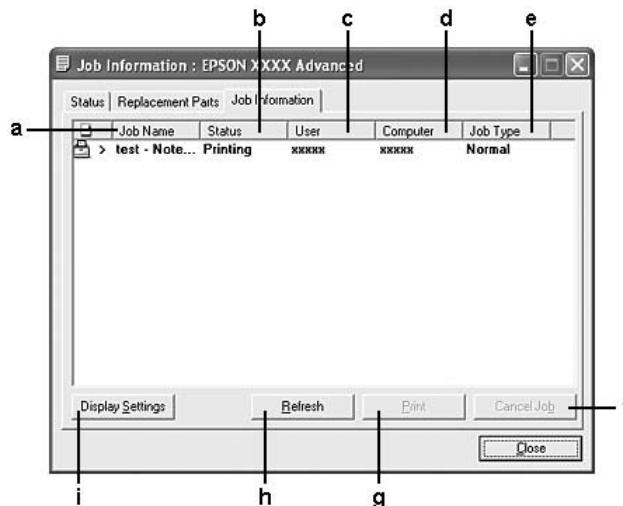 b c d e
Job Information : EPSON XXXX Advanced
Status Replacement Parts Job Information
a Job Name Status User Computer Job Type
> test - Note... Printing xxxxx xxxxx Normal
Display Settings Refresh Print Cancel Job
Close
i h g